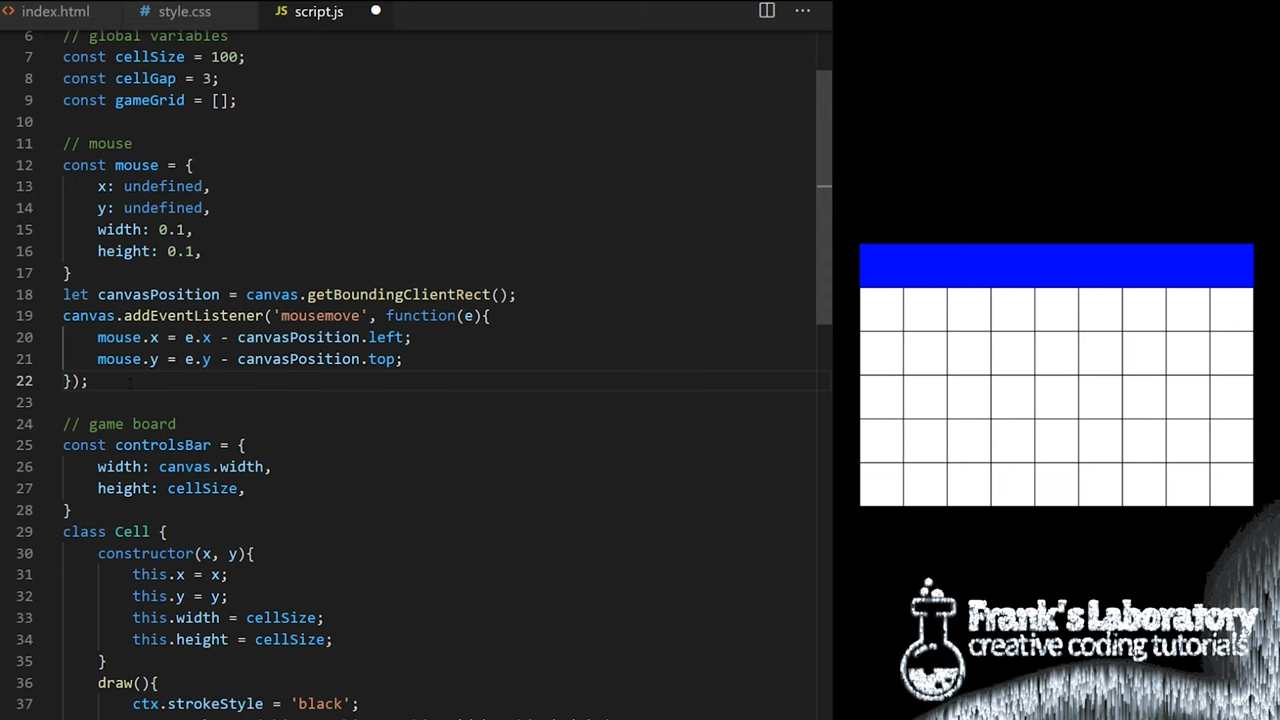 index.html
# style.css
JS script.js
6 // global variables
7 const cellSize = 100;
8 const cellGap = 3;
9 const gameGrid = [];
10
11 // mouse
12 const mouse = {
13 x: undefined,
14 y: undefined,
15 width: 0.1,
16 height: 0.1,
17 }
18 let canvasPosition = canvas.getBoundingClientRect();
19 canvas.addEventListener('mousemove', function(e){
20 mouse.x = e.x - canvasPosition.left;
21 mouse.y = e.y - canvasPosition.top;
22 });
23
24 // game board
25 const controlsBar = {
26 width: canvas.width,
27 height: cellSize,
28 }
29 class Cell {
30 constructor(x, y){
31 this.x = x;
32 this.y = y;
33 this.width = cellSize;
34 this.height = cellSize;
35 }
36 draw(){
37 ctx.strokeStyle = 'black';
Frank's Laboratory
creative coding tutorials